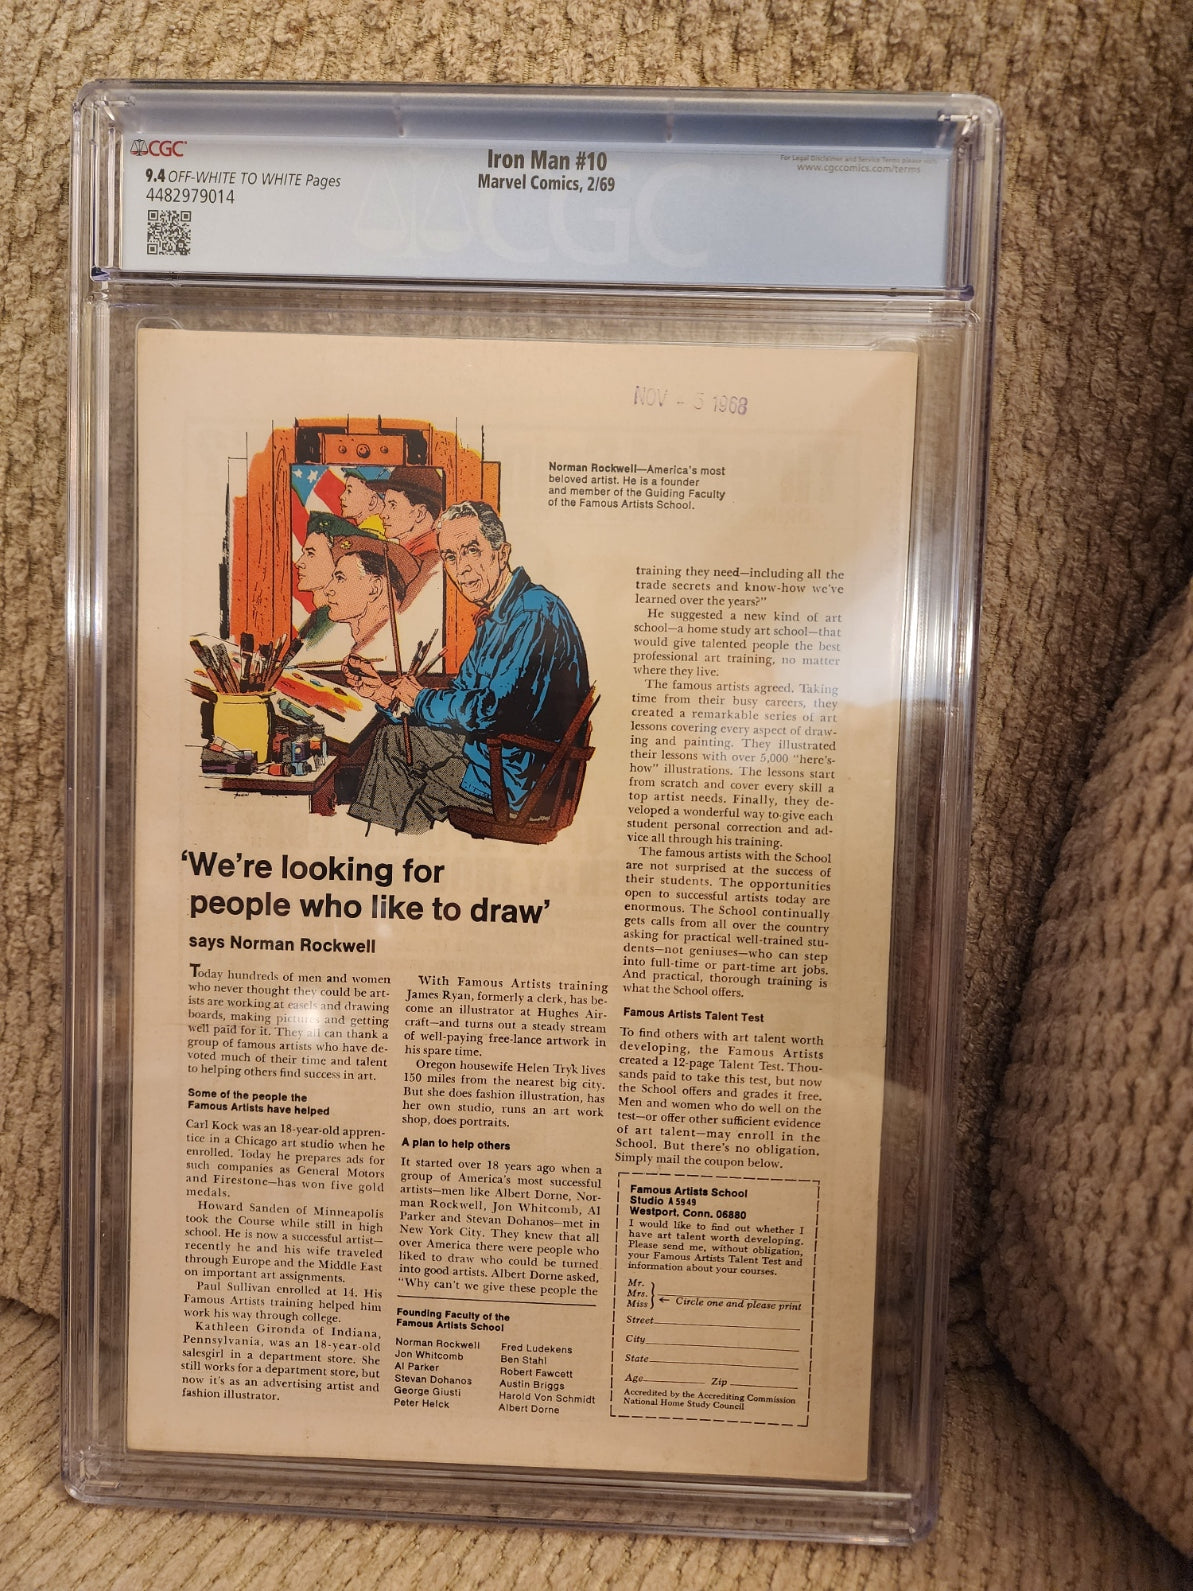 CGC
9.4 OFF-WHITE TO WHITE Pages
4482979014
Iron Man #10
Marvel Comics, 2/69
For Legal Disclaimer and Service Terms please visit
www.cgccomics.com/terms
CGC
NOV - 5 1968
Norman Rockwell—America's most
beloved artist. He is a founder
and member of the Guiding Faculty
of the Famous Artists School.
'We're looking for
people who like to draw'
says Norman Rockwell
Today hundreds of men and women
who never thought they could be art-
ists are working at easels and drawing
boards, making pictures and getting
well paid for it. They all can thank a
group of famous artists who have de-
voted much of their time and talent
to helping others find success in art.
Some of the people the
Famous Artists have helped
Carl Kock was an 18-year-old appren-
tice in a Chicago art studio when he
enrolled. Today he prepares ads for
such companies as General Motors
and Firestone—has won five gold
medals.
Howard Sanden of Minneapolis
took the Course while still in high
school. He is now a successful artist—
recently he and his wife traveled
through Europe and the Middle East
on important art assignments.
Paul Sullivan enrolled at 14. His
Famous Artists training helped him
work his way through college.
Kathleen Gironda of Indiana,
Pennsylvania, was an 18-year-old
salesgirl in a department store. She
still works for a department store, but
now it's as an advertising artist and
fashion illustrator.
With Famous Artists training
James Ryan, formerly a clerk, has be-
come an illustrator at Hughes Air-
craft—and turns out a steady stream
of well-paying free-lance artwork in
his spare time.
Oregon housewife Helen Tryk lives
150 miles from the nearest big city.
But she does fashion illustration, has
her own studio, runs an art work
shop, does portraits.
A plan to help others
It started over 18 years ago when a
group of America's most successful
artists—men like Albert Dorne, Nor-
man Rockwell, Jon Whitcomb, Al
Parker and Stevan Dohanos—met in
New York City. They knew that all
over America there were people who
liked to draw who could be turned
into good artists. Albert Dorne asked,
"Why can't we give these people the
Founding Faculty of the
Famous Artists School
Norman Rockwell
Jon Whitcomb
Al Parker
Stevan Dohanos
George Giusti
Peter Helck
Fred Ludekens
Ben Stahl
Robert Fawcett
Austin Briggs
Harold Von Schmidt
Albert Dorne
training they need—including all the
trade secrets and know-how we've
learned over the years?"
He suggested a new kind of art
school—a home study art school—that
would give talented people the best
professional art training, no matter
where they live.
The famous artists agreed. Taking
time from their busy careers, they
created a remarkable series of art
lessons covering every aspect of draw-
ing and painting. They illustrated
their lessons with over 5,000 "here's-
how" illustrations. The lessons start
from scratch and cover every skill a
top artist needs. Finally, they de-
veloped a wonderful way to give each
student personal correction and ad-
vice all through his training.
The famous artists with the School
are not surprised at the success of
their students. The opportunities
open to successful artists today are
enormous. The School continually
gets calls from all over the country
asking for practical well-trained stu-
dents—not geniuses—who can step
into full-time or part-time art jobs.
And practical, thorough training is
what the School offers.
Famous Artists Talent Test
To find others with art talent worth
developing, the Famous Artists
created a 12-page Talent Test. Thou-
sands paid to take this test, but now
the School offers and grades it free.
Men and women who do well on the
test—or offer other sufficient evidence
of art talent—may enroll in the
School. But there's no obligation.
Simply mail the coupon below.
Famous Artists School
Studio A5949
Westport, Conn. 06880
I would like to find out whether I
have art talent worth developing.
Please send me, without obligation,
your Famous Artists Talent Test and
information about your courses.
Mr.
Mrs.
Miss ← Circle one and please print
Street
City
State
Age Zip
Accredited by the Accrediting Commission
National Home Study Council